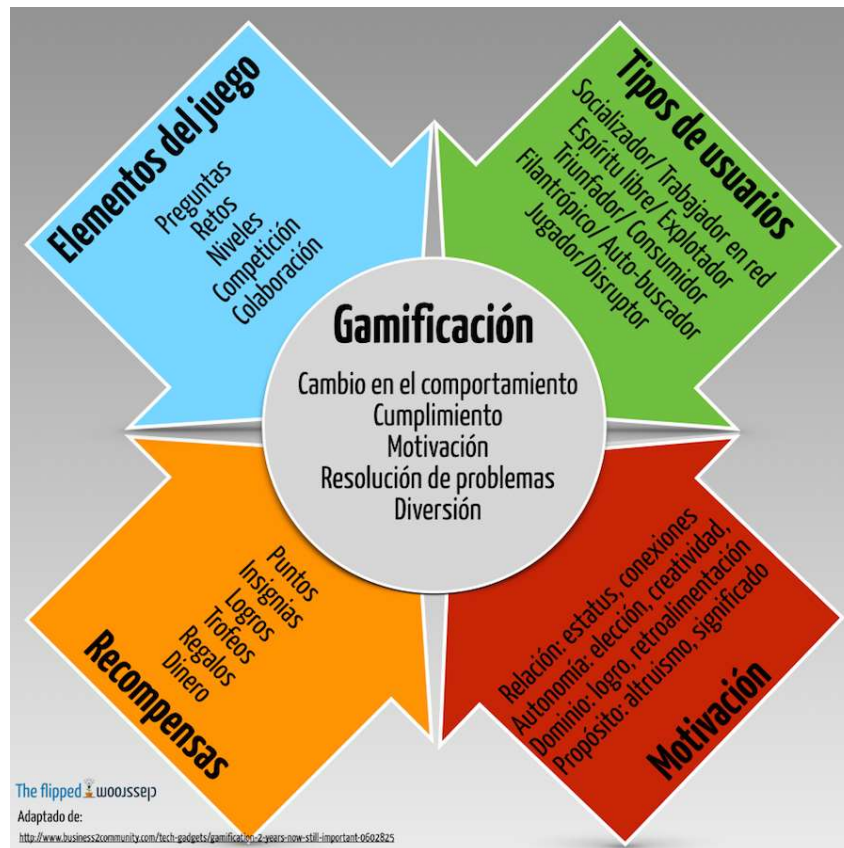 Elementos del juego
Preguntas
Retos
Niveles
Competición
Colaboración
Tipos de usuarios
Socializador/ Trabajador en red
Espíritu libre/ Explotador
Triunfador/ Consumidor
Filantrópico/ Auto-buscador
Jugador/Disruptor
Gamificación
Cambio en el comportamiento
Cumplimiento
Motivación
Resolución de problemas
Diversión
Puntos
Insignias
Logros
Trofeos
Regalos
Dinero
Recompensas
Relación: estatus, conexiones
Autonomía: elección, creatividad,
Dominio: logro, retroalimentación
Propósito: altruismo, significado
Motivación
The flipped classroom
Adaptado de:
http://www.business2community.com/tech-gadgets/gamification-2-years-now-still-important-0602825